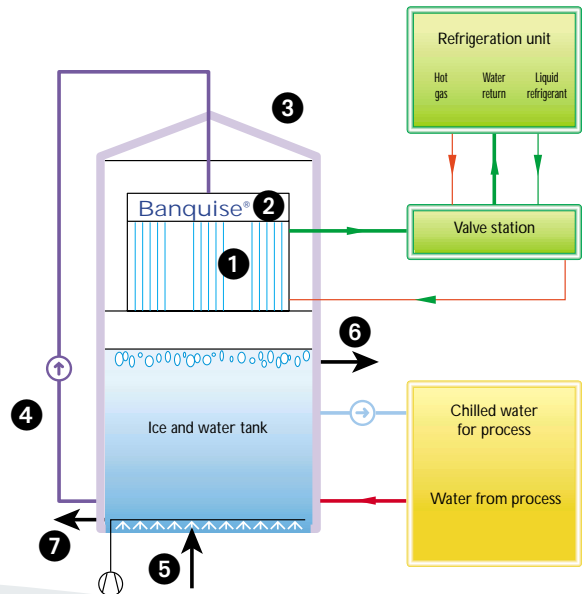 Refrigeration unit
Hot
gas
Water
return
Liquid
refrigerant
3
Banquise® 2
1
Valve station
6
4
Ice and water tank
Chilled water
for process
Water from process
7
5